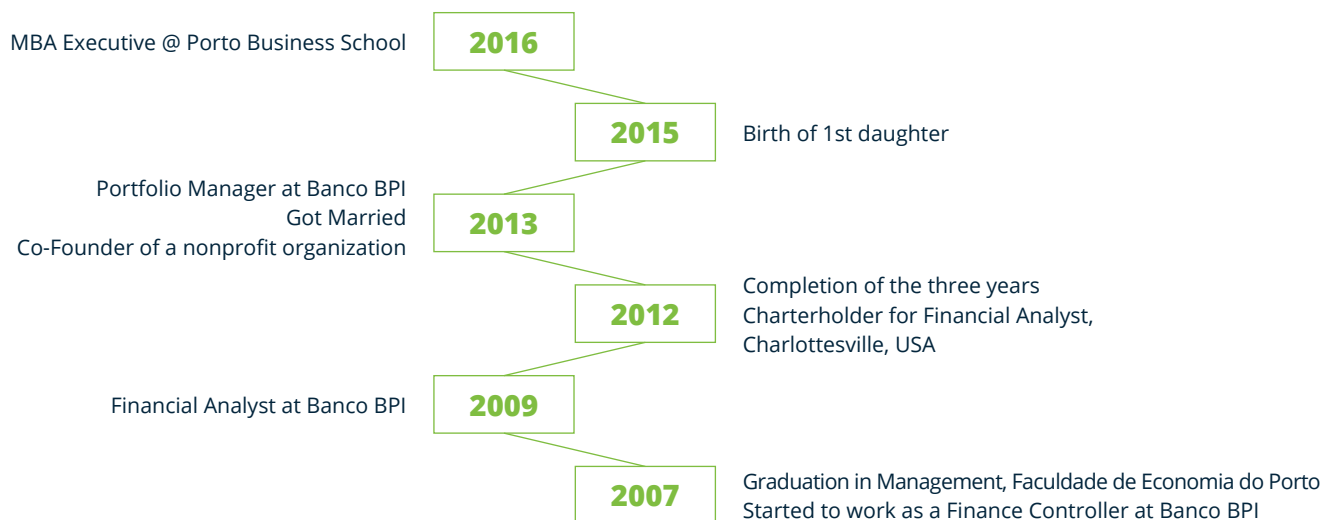 MBA Executive @ Porto Business School
2016
2015
Birth of 1st daughter
Portfolio Manager at Banco BPI
Got Married
Co-Founder of a nonprofit organization
2013
2012
Completion of the three years
Charterholder for Financial Analyst,
Charlottesville, USA
Financial Analyst at Banco BPI
2009
2007
Graduation in Management, Faculdade de Economia do Porto
Started to work as a Finance Controller at Banco BPI